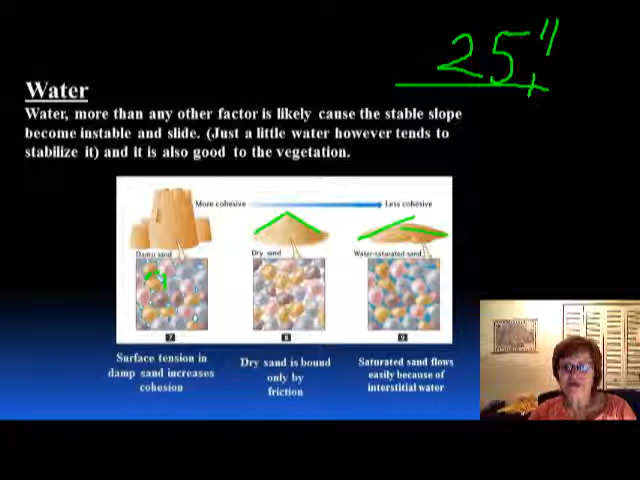 25"
Water
Water, more than any other factor is likely cause the stable slope
become instable and slide. (Just a little water however tends to
stabilize it) and it is also good to the vegetation.
More cohesive
Less cohesive
Damp sand
Dry sand
Water-saturated sand
7
8
9
Surface tension in
damp sand increases
cohesion
Dry sand is bound
only by
friction
Saturated sand flows
easily because of
interstitial water